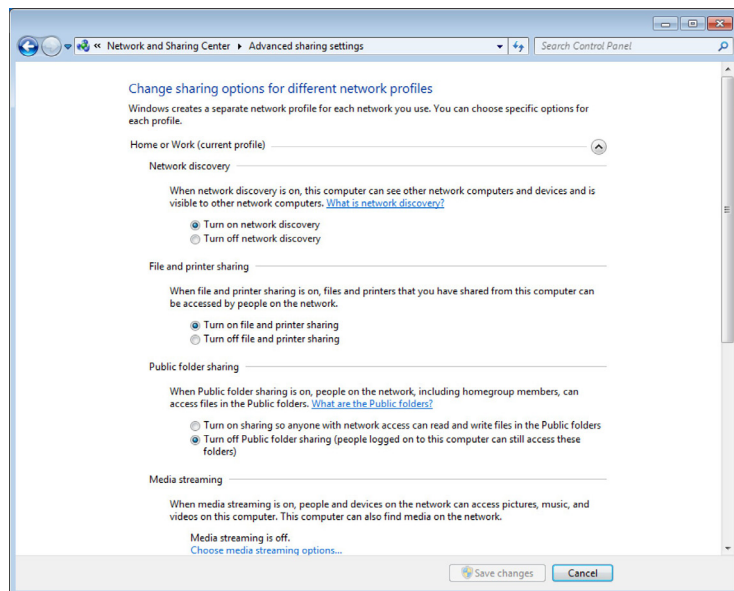 « Network and Sharing Center ▸ Advanced sharing settings
Search Control Panel
Change sharing options for different network profiles
Windows creates a separate network profile for each network you use. You can choose specific options for
each profile.
Home or Work (current profile)
Network discovery
When network discovery is on, this computer can see other network computers and devices and is
visible to other network computers. What is network discovery?
Turn on network discovery
Turn off network discovery
File and printer sharing
When file and printer sharing is on, files and printers that you have shared from this computer can
be accessed by people on the network.
Turn on file and printer sharing
Turn off file and printer sharing
Public folder sharing
When Public folder sharing is on, people on the network, including homegroup members, can
access files in the Public folders. What are the Public folders?
Turn on sharing so anyone with network access can read and write files in the Public folders
Turn off Public folder sharing (people logged on to this computer can still access these
folders)
Media streaming
When media streaming is on, people and devices on the network can access pictures, music, and
videos on this computer. This computer can also find media on the network.
Media streaming is off.
Choose media streaming options...
Save changes
Cancel